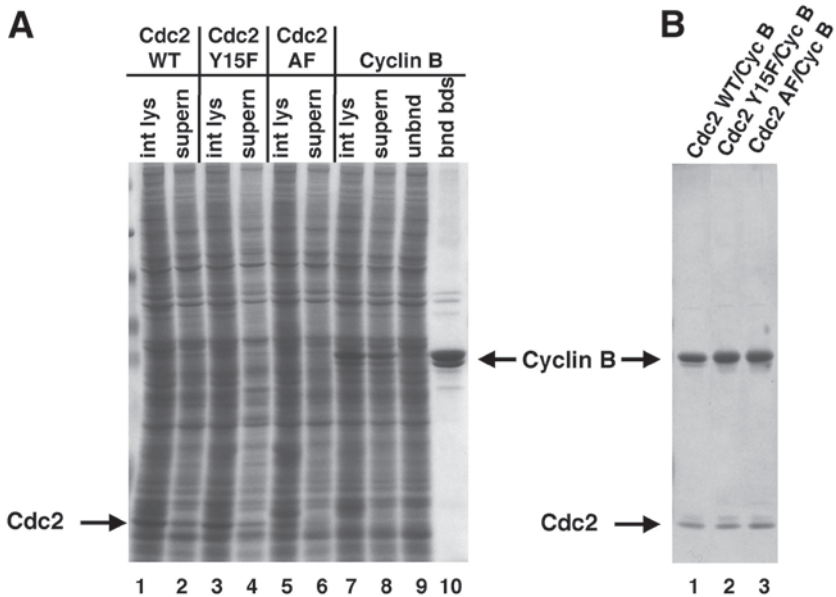 A
Cdc2 WT
Cdc2 Y15F
Cdc2 AF
Cyclin B
int lys
supern
int lys
supern
int lys
supern
int lys
supern
unbnd
bnd bds
Cdc2
1 2 3 4 5 6 7 8 9 10
Cyclin B
B
Cdc2 WT/Cyc B
Cdc2 Y15F/Cyc B
Cdc2 AF/Cyc B
Cdc2
1 2 3